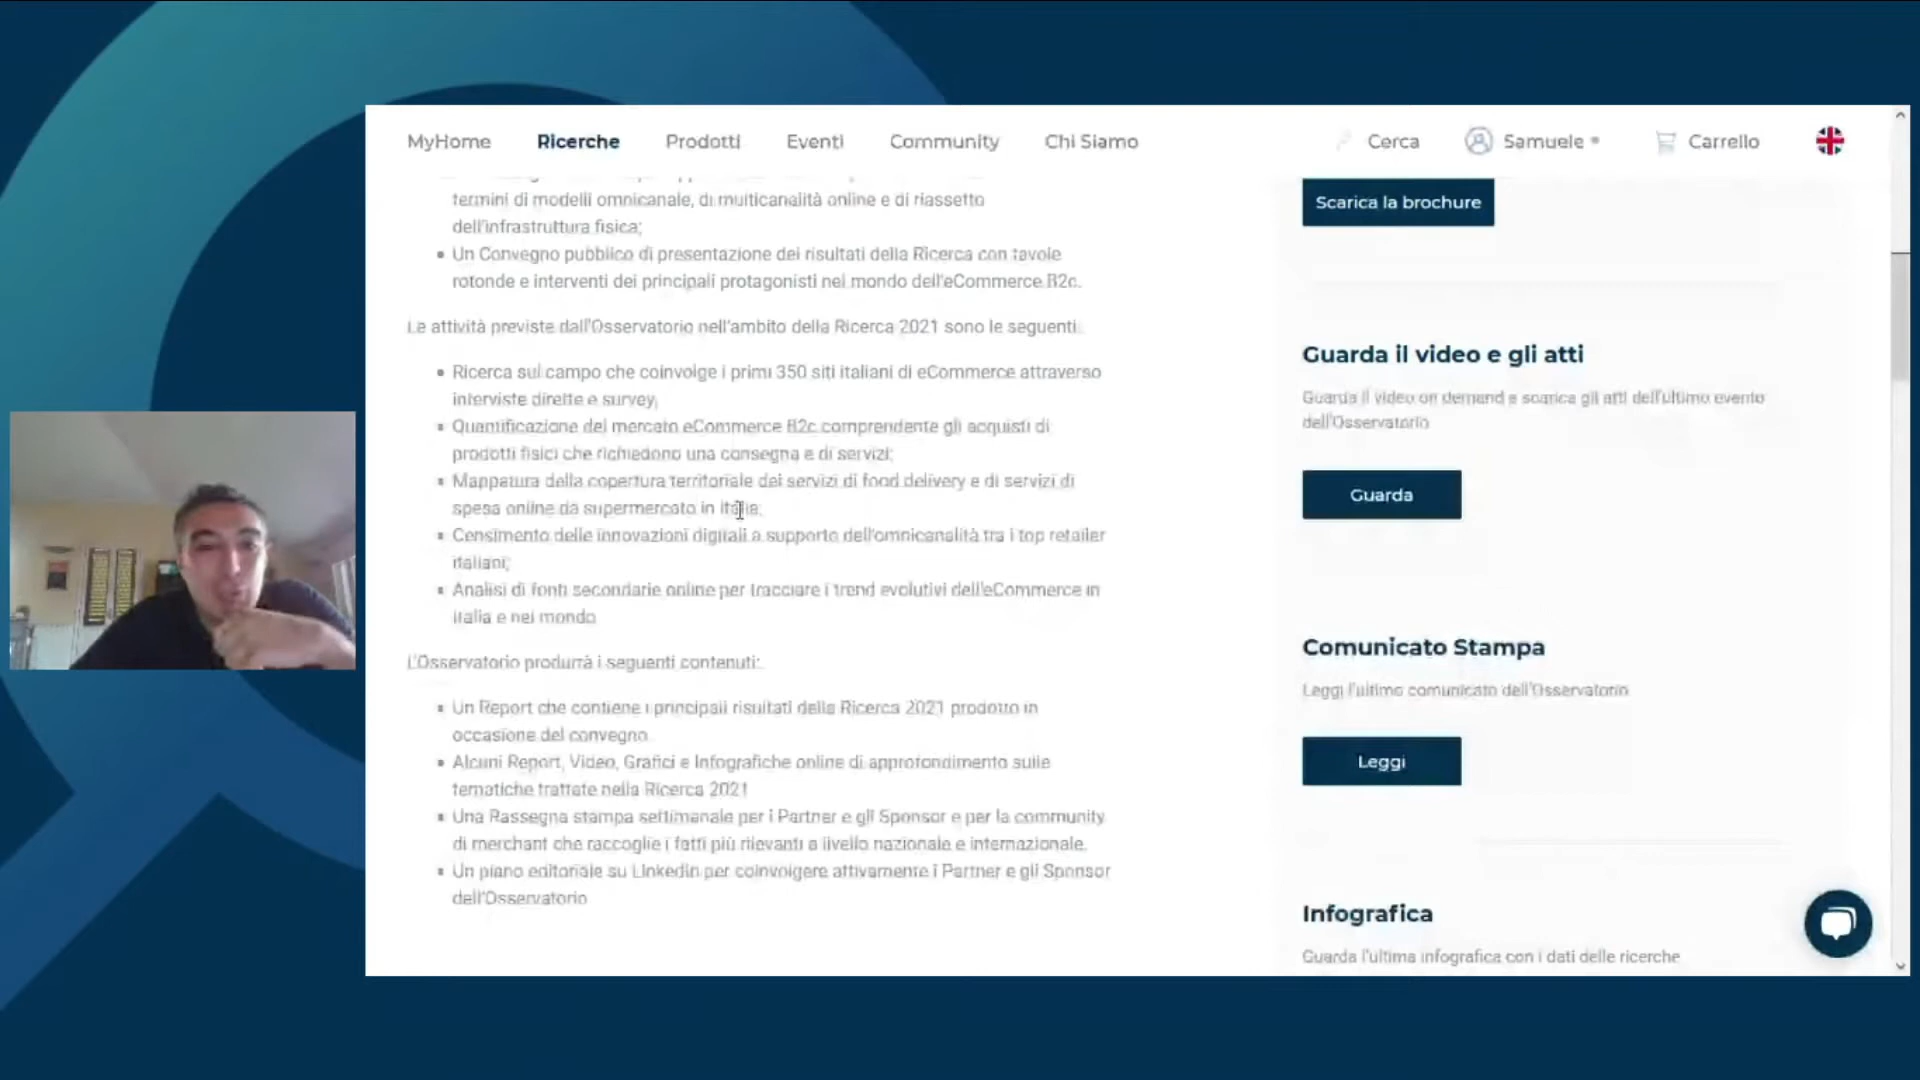 MyHome Ricerche Prodotti Eventi Community Chi Siamo Cerca Samuele Carrello
termini di modelli omnicanale, di multicanalità online e di riassetto
dell'infrastruttura fisica;
Un Convegno pubblico di presentazione dei risultati della Ricerca con tavole
rotonde e interventi dei principali protagonisti nel mondo dell'eCommerce B2c.
Le attività previste dall'Osservatorio nell'ambito della Ricerca 2021 sono le seguenti:
Ricerca sul campo che coinvolge i primi 350 siti italiani di eCommerce attraverso
interviste dirette e survey;
Quantificazione del mercato eCommerce B2c comprendente gli acquisti di
prodotti fisici che richiedono una consegna e di servizi;
Mappatura della copertura territoriale dei servizi di food delivery e di servizi di
spesa online da supermercato in Italia;
Censimento delle innovazioni digitali a supporto dell'omnicanalità tra i top retailer
italiani;
Analisi di fonti secondarie online per tracciare i trend evolutivi dell'eCommerce in
Italia e nel mondo
L'Osservatorio produrrà i seguenti contenuti:
Un Report che contiene i principali risultati della Ricerca 2021 prodotto in
occasione del convegno
Alcuni Report, Video, Grafici e Infografiche online di approfondimento sulle
tematiche trattate nella Ricerca 2021
Una Rassegna stampa settimanale per i Partner e gli Sponsor e per la community
di merchant che raccoglie i fatti più rilevanti a livello nazionale e internazionale.
Un piano editoriale su LinkedIn per coinvolgere attivamente i Partner e gli Sponsor
dell'Osservatorio
Scarica la brochure
Guarda il video e gli atti
Guarda il video on demand e scarica gli atti dell'ultimo evento
dell'Osservatorio
Guarda
Comunicato Stampa
Leggi l'ultimo comunicato dell'Osservatorio
Leggi
Infografica
Guarda l'ultima infografica con i dati delle ricerche